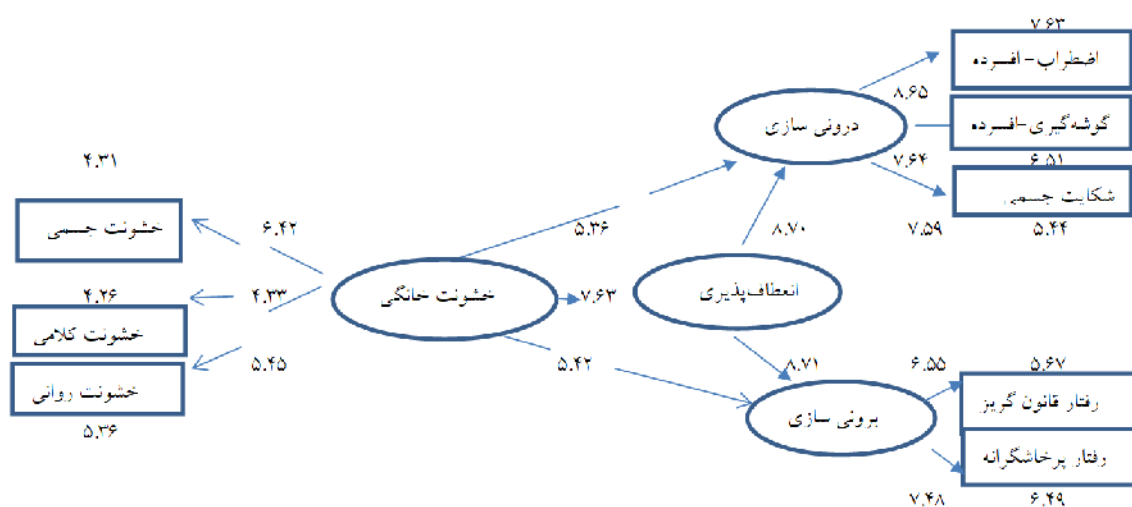 ۷.۶۳
اضطراب-افسرده
۸.۶۵
گوشه‌گیری-افسرده
درونی سازی
۷.۶۴
۶.۵۱
شکایت جسمی
۷.۵۹
۵.۴۴
۴.۳۱
خشونت جسمی
۶.۴۲
۵.۳۶
۸.۷۰
انعطاف‌پذیری
۷.۶۳
خشونت خانگی
۴.۳۳
۴.۲۶
خشونت کلامی
۵.۴۵
خشونت روانی
۵.۳۶
۵.۴۲
۸.۷۱
۶.۵۵
۵.۶۷
رفتار قانون گریز
برونی سازی
رفتار پرخاشگرانه
۷.۴۸
۶.۴۹